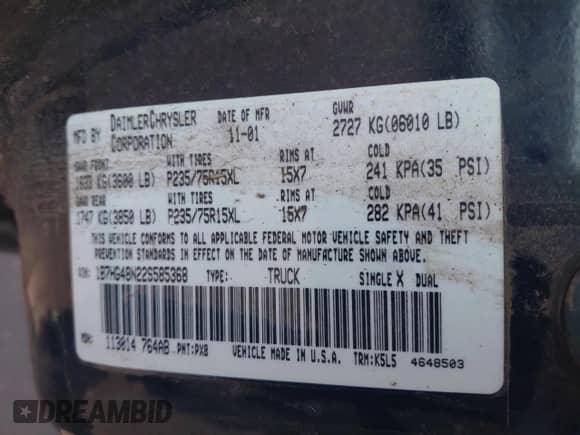 MFD BY DAIMLERCHRYSLER CORPORATION DATE OF MFR 11-01 GVWR 2727 KG(06010 LB)
GAWR FRONT WITH TIRES RIMS AT COLD
1633 KG(3600 LB) P235/75R15XL 15X7 241 KPA(35 PSI)
GAWR REAR WITH TIRES RIMS AT COLD
1747 KG(3850 LB) P235/75R15XL 15X7 282 KPA(41 PSI)
THIS VEHICLE CONFORMS TO ALL APPLICABLE FEDERAL MOTOR VEHICLE SAFETY AND THEFT
PREVENTION STANDARDS IN EFFECT ON THE DATE OF MANUFACTURE SHOWN ABOVE.
VIN: 1B7HG48N22S585368 TYPE: TRUCK SINGLE X DUAL
MDH: 113014 764AB PNT: PX8 VEHICLE MADE IN U.S.A. TRM: K5L5 4648503
DREAMBID